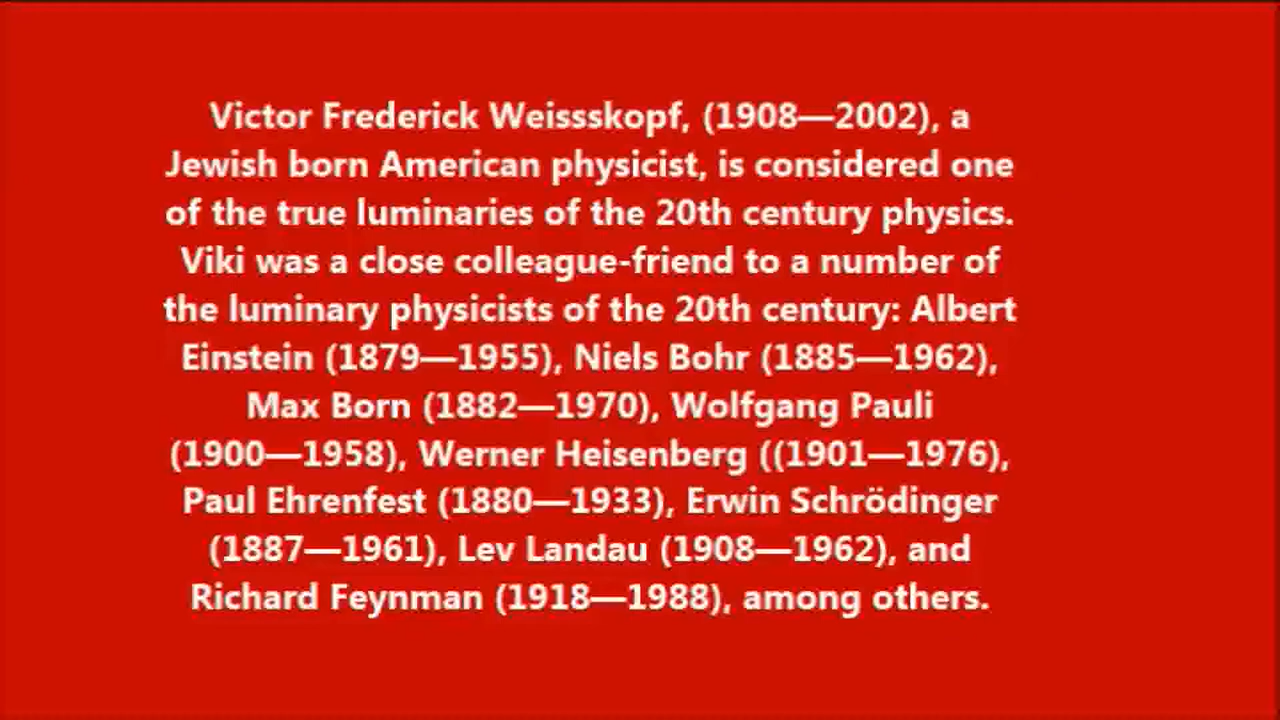 Victor Frederick Weissskopf, (1908—2002), a
Jewish born American physicist, is considered one
of the true luminaries of the 20th century physics.
Viki was a close colleague-friend to a number of
the luminary physicists of the 20th century: Albert
Einstein (1879—1955), Niels Bohr (1885—1962),
Max Born (1882—1970), Wolfgang Pauli
(1900—1958), Werner Heisenberg ((1901—1976),
Paul Ehrenfest (1880—1933), Erwin Schrödinger
(1887—1961), Lev Landau (1908—1962), and
Richard Feynman (1918—1988), among others.